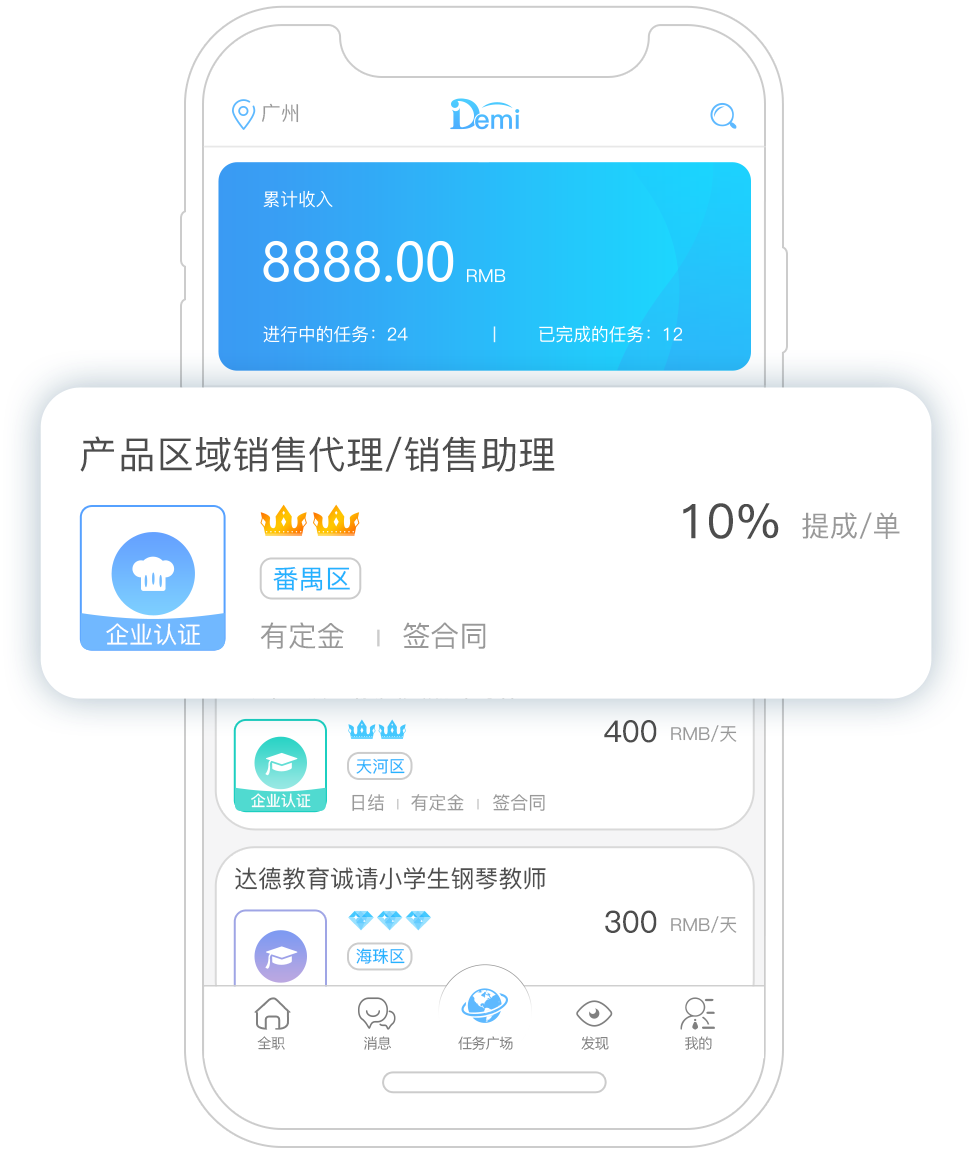 广州
Demi
累计收入
8888.00 RMB
进行中的任务：24 | 已完成的任务：12
产品区域销售代理/销售助理
10% 提成/单
番禺区
企业认证
有定金 | 签合同
400 RMB/天
天河区
企业认证
日结 | 有定金 | 签合同
达德教育诚请小学生钢琴教师
300 RMB/天
海珠区
全职 消息 任务广场 发现 我的